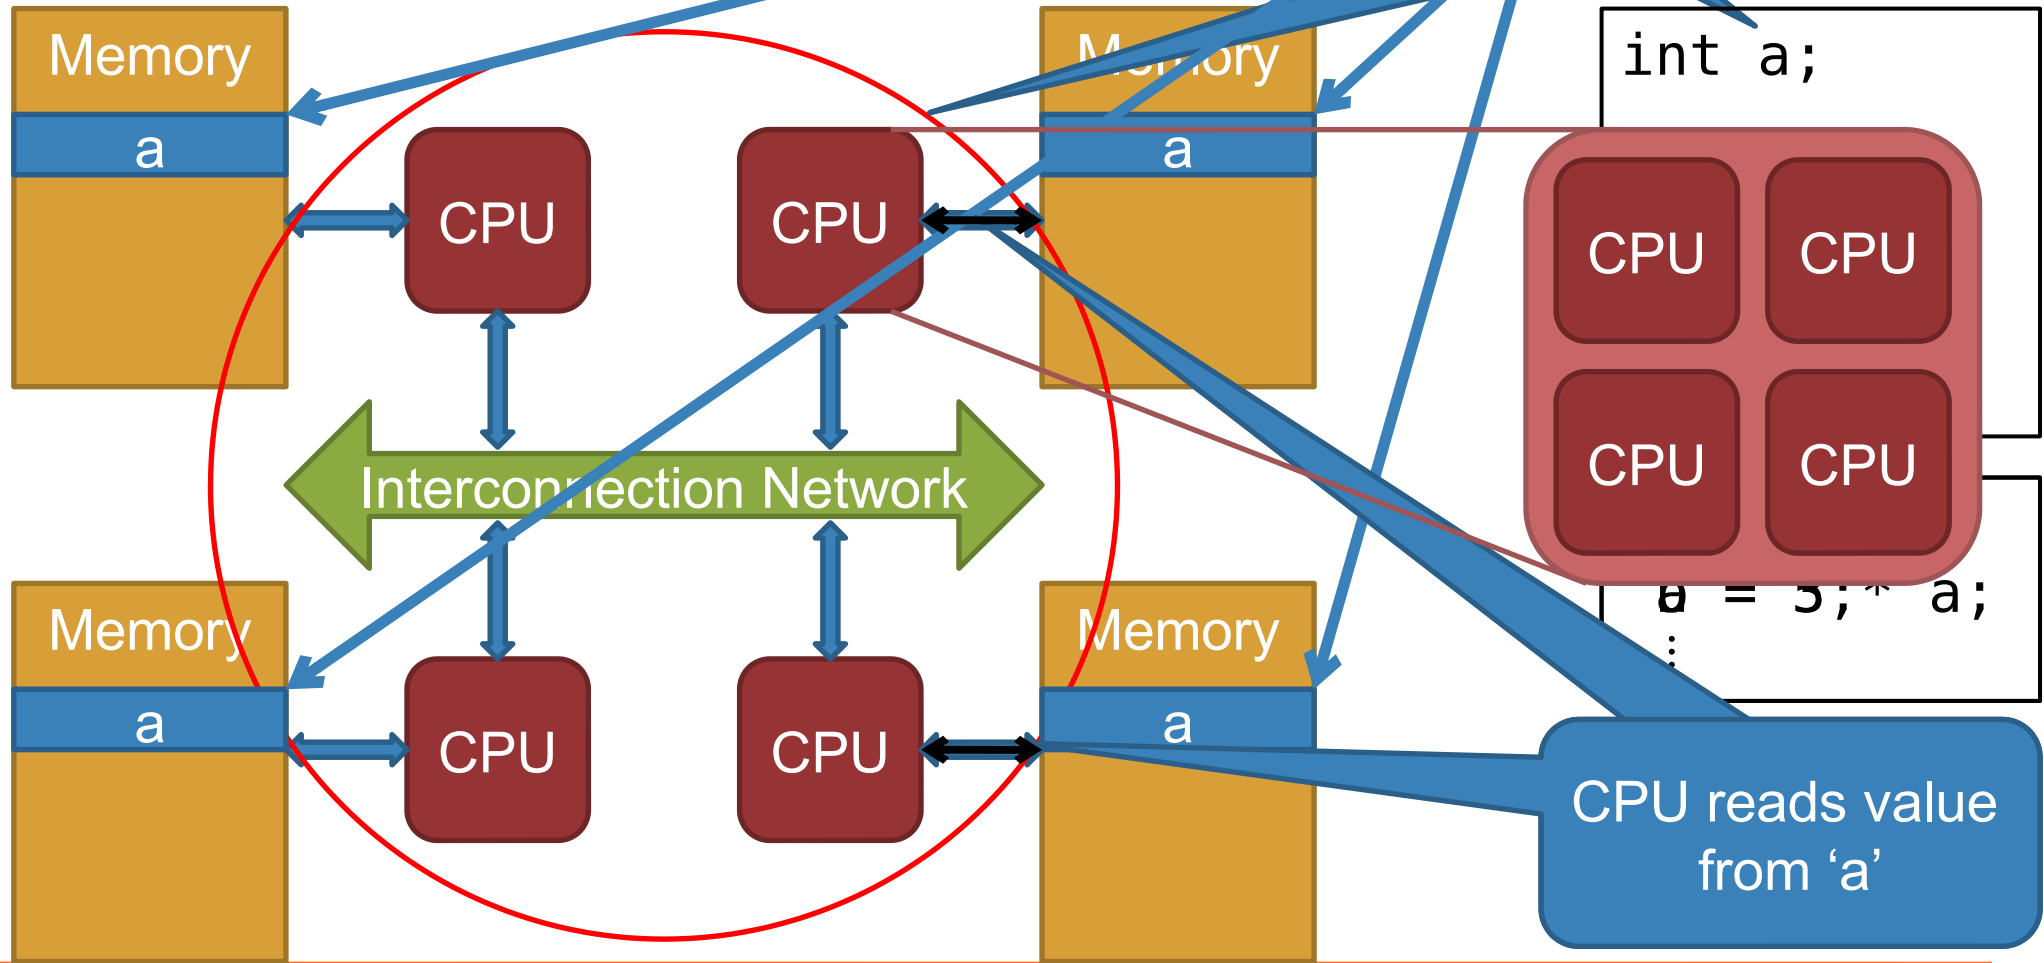 Memory
Memory
int a;
a
a
CPU
CPU
CPU
CPU
CPU
CPU
Interconnection Network
= 3;* a;
⋮
Memory
Memory
a
a
CPU
CPU
CPU reads value
from ‘a’